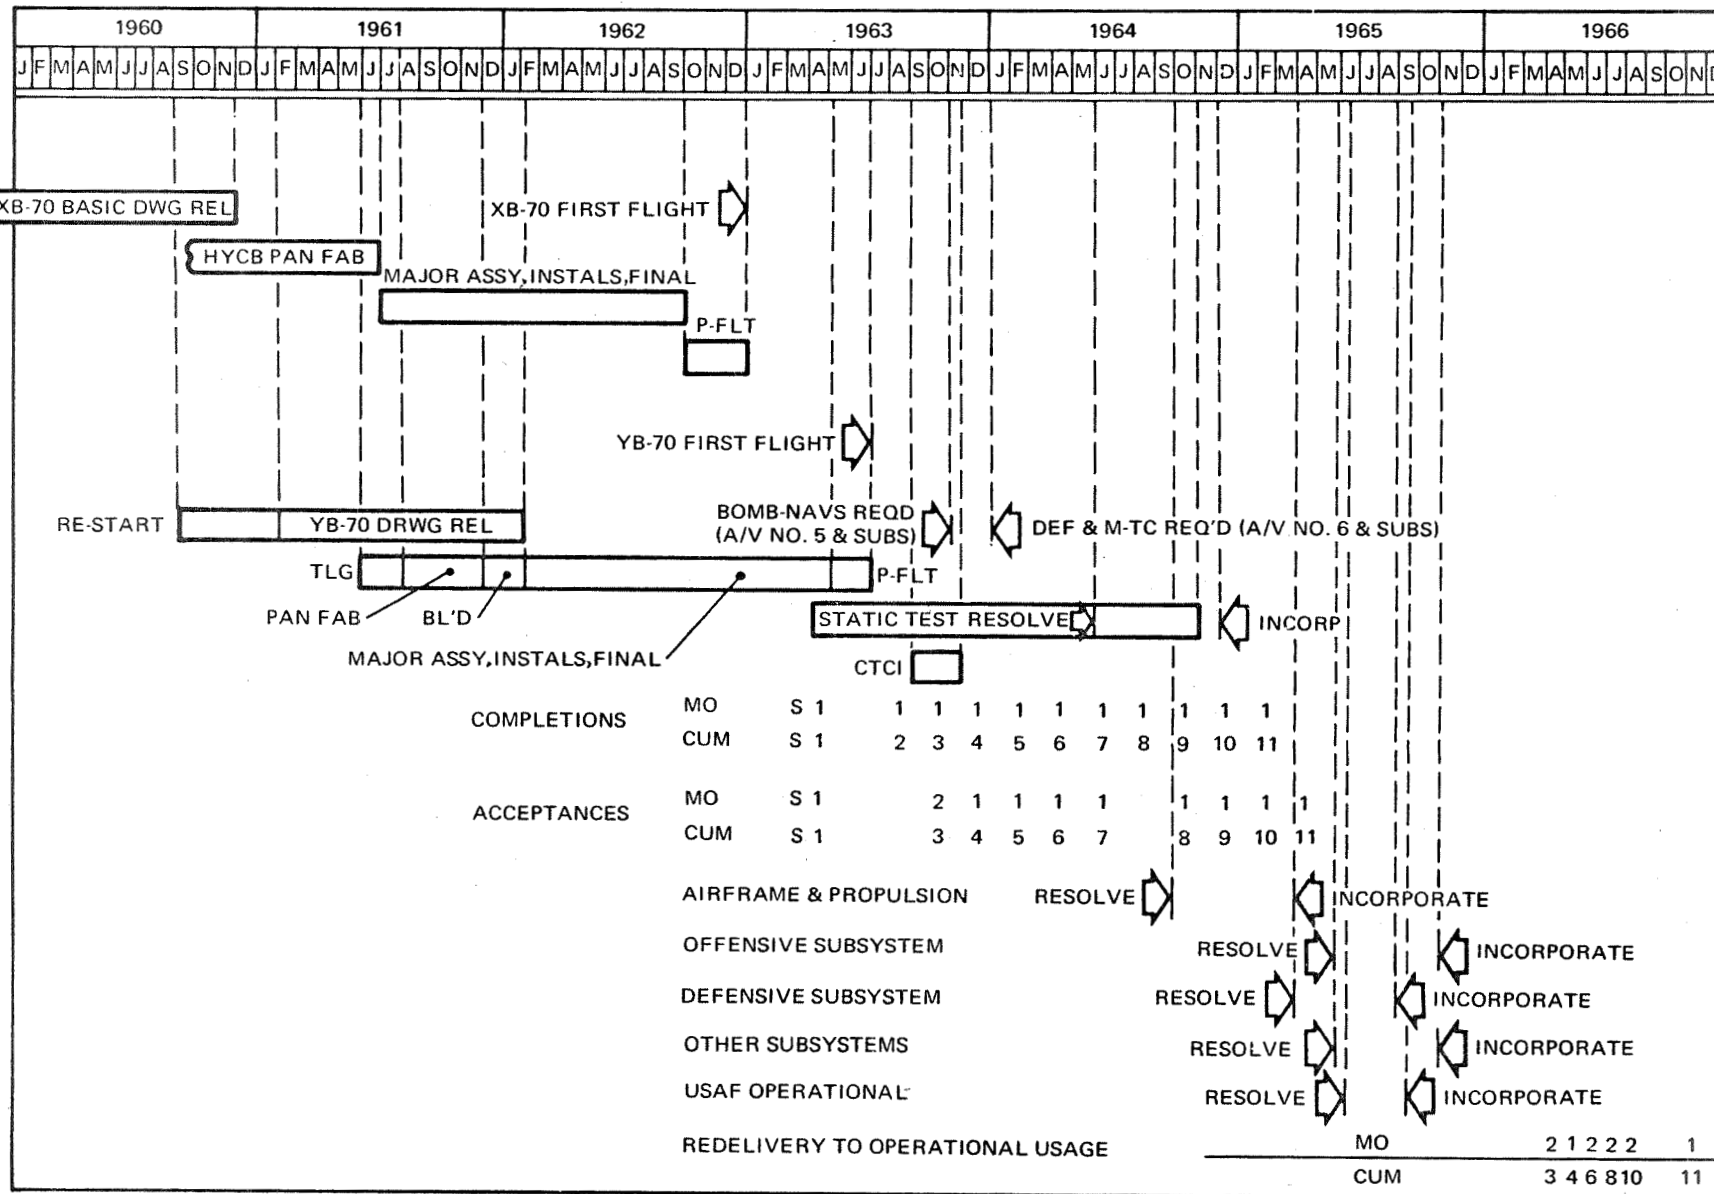 1960 1961 1962 1963 1964 1965 1966
J F M A M J J A S O N D J F M A M J J A S O N D J F M A M J J A S O N D J F M A M J J A S O N D J F M A M J J A S O N D J F M A M J J A S O N D J F M A M J J A S O N D
XB-70 BASIC DWG REL
XB-70 FIRST FLIGHT
HYCB PAN FAB
MAJOR ASSY, INSTALS, FINAL
P-FLT
YB-70 FIRST FLIGHT
RE-START
YB-70 DRWG REL
BOMB-NAVS REQD
(A/V NO. 5 & SUBS)
DEF & M-TC REQ'D (A/V NO. 6 & SUBS)
TLG
P-FLT
PAN FAB
BL'D
STATIC TEST RESOLVE
INCORP
MAJOR ASSY, INSTALS, FINAL
CTCI
COMPLETIONS
MO S 1 1 1 1 1 1 1 1 1 1 1
CUM S 1 2 3 4 5 6 7 8 9 10 11
ACCEPTANCES
MO S 1 2 1 1 1 1 1 1 1 1
CUM S 1 3 4 5 6 7 8 9 10 11
AIRFRAME & PROPULSION RESOLVE INCORPORATE
OFFENSIVE SUBSYSTEM RESOLVE INCORPORATE
DEFENSIVE SUBSYSTEM RESOLVE INCORPORATE
OTHER SUBSYSTEMS RESOLVE INCORPORATE
USAF OPERATIONAL RESOLVE INCORPORATE
REDELIVERY TO OPERATIONAL USAGE
MO 2 1 2 2 2 1
CUM 3 4 6 8 10 11